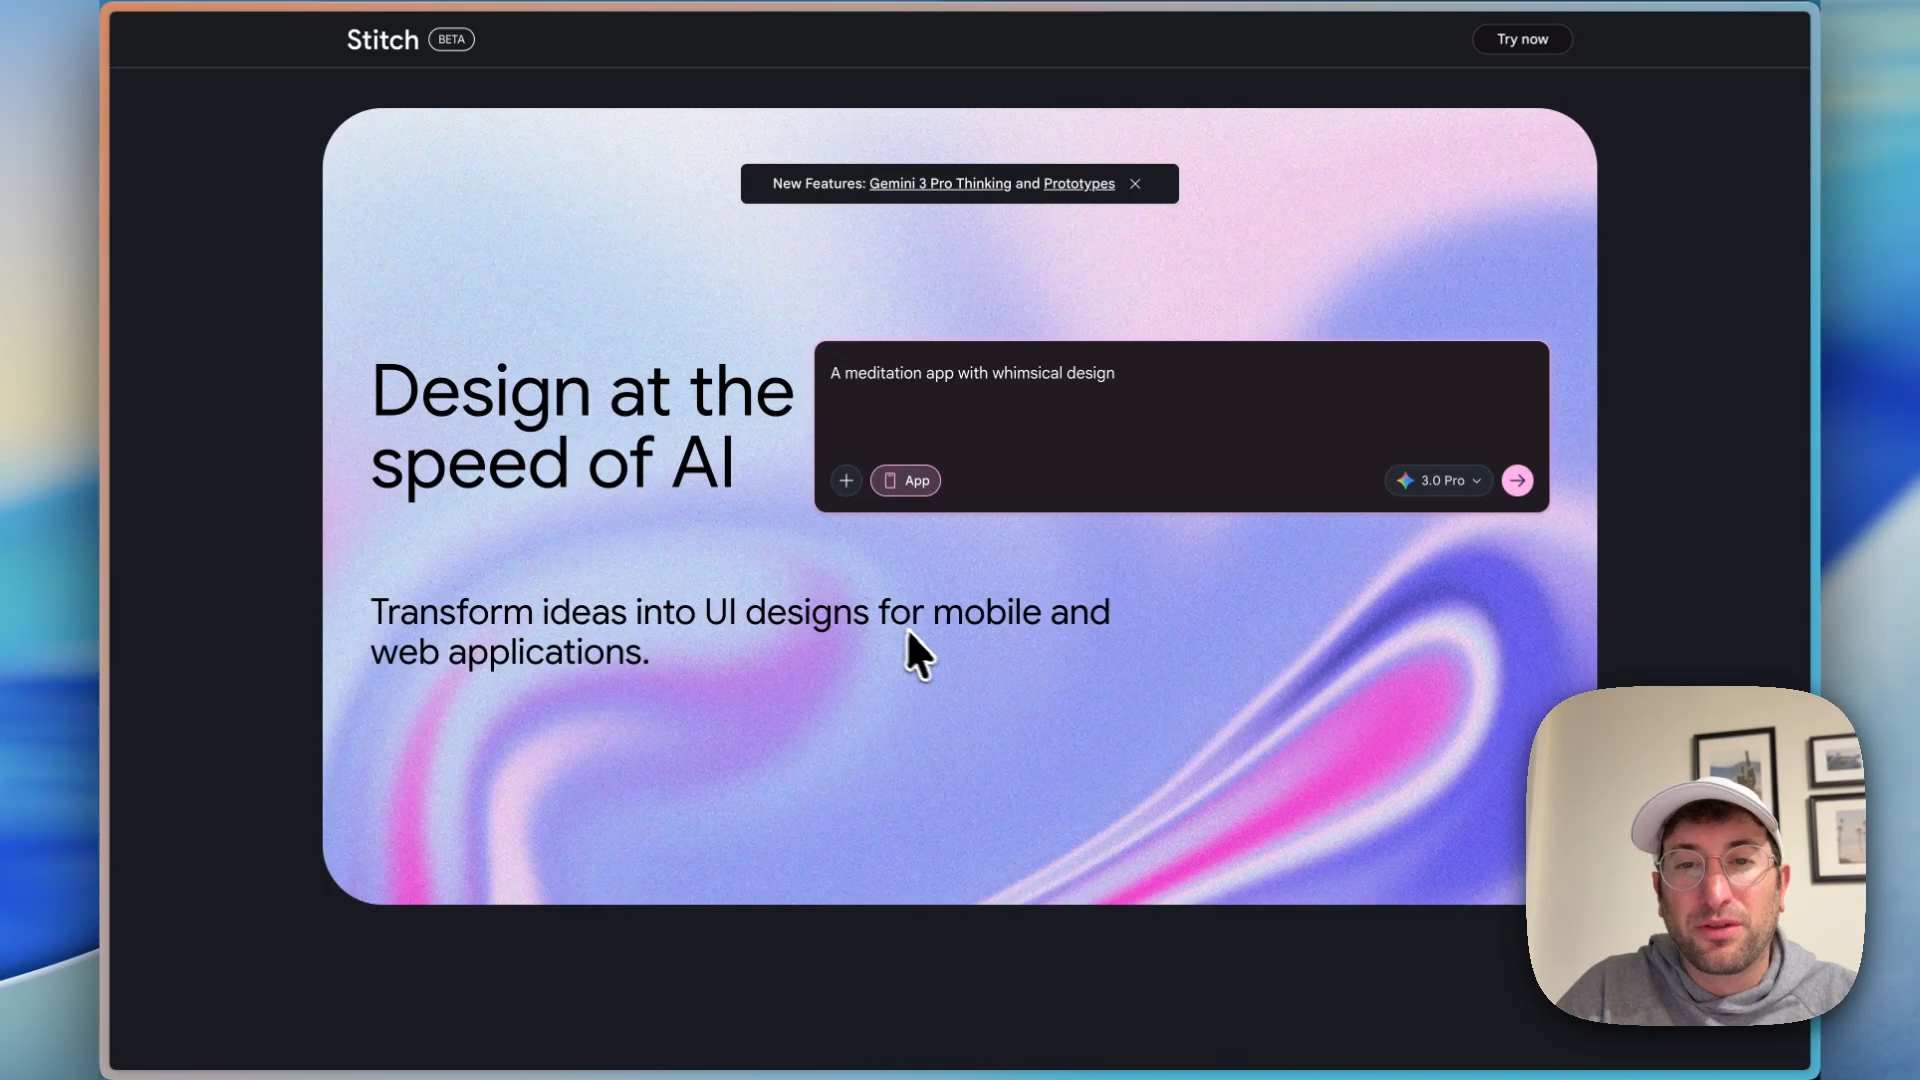 Stitch BETA
Try now
New Features: Gemini 3 Pro Thinking and Prototypes
Design at the
speed of AI
A meditation app with whimsical design
App
3.0 Pro
Transform ideas into UI designs for mobile and
web applications.